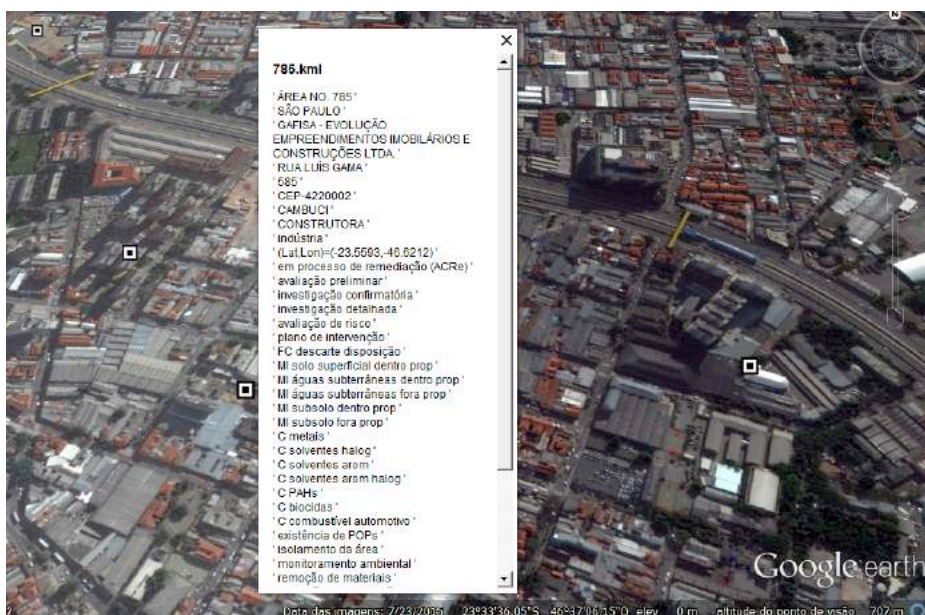 N
785.kml
' ÁREA NO. 785 '
' SÃO PAULO '
' GAFISA - EVOLUÇÃO
EMPREENDIMENTOS IMOBILÁRIOS E
CONSTRUÇÕES LTDA. '
' RUA LUÍS GAMA '
' 585 '
' CEP-4220002 '
' CAMBUCI '
' CONSTRUTORA '
' indústria '
' (Lat,Lon)=(-23.5593,-46.6212) '
' em processo de remediação (ACRe) '
' avaliação preliminar '
' investigação confirmatória '
' investigação detalhada '
' avaliação de risco '
' plano de intervenção '
' FC descarte disposição '
' MI solo superficial dentro prop '
' MI águas subterrâneas dentro prop '
' MI águas subterrâneas fora prop '
' MI subsolo dentro prop '
' MI subsolo fora prop '
' C metais '
' C solventes halog '
' C solventes arom '
' C solventes arom halog '
' C PAHs '
' C biocidas '
' C combustível automotivo '
' existência de POPs '
' isolamento da área '
' monitoramento ambiental '
' remoção de materiais '
Google earth
Data das imagens: 7/23/2015 23°33'36.05"S 46°37'06.15"O elev 0 m altitude do ponto de visão 707 m